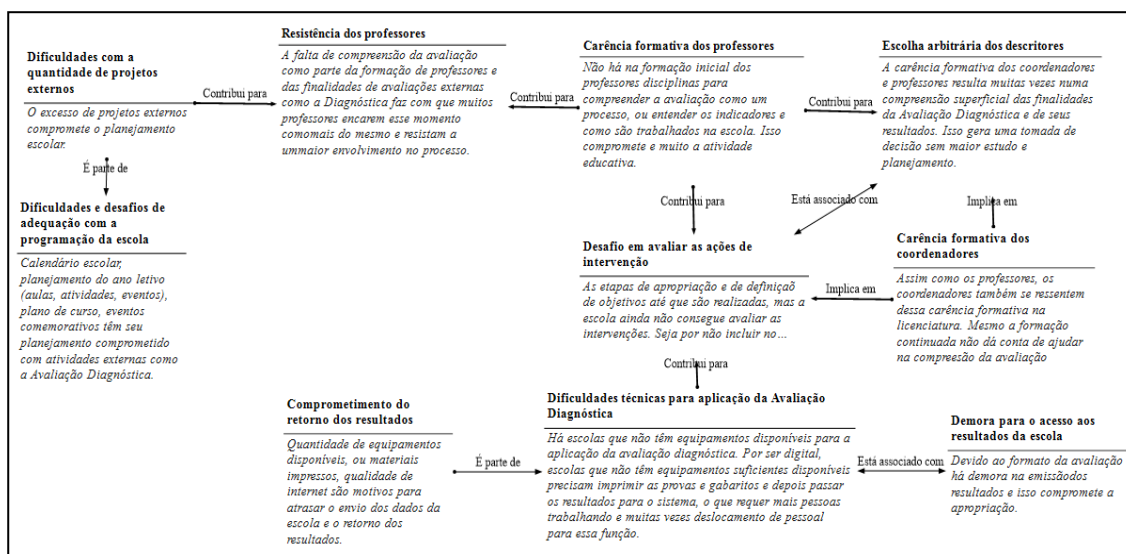 Resistência dos professores
A falta de compreensão da avaliação
como parte da formação de professores e
das finalidades de avaliações externas
como a Diagnóstica faz com que muitos
professores encarem esse momento
comomais do mesmo e resistam a
ummaior envolvimento no processo.
Carência formativa dos professores
Não há na formação inicial dos
professores disciplinas para
compreender a avaliação como um
processo, ou entender os indicadores e
como são trabalhados na escola. Isso
compromete e muito a atividade
educativa.
Escolha arbitrária dos descritores
A carência formativa dos coordenadores
e professores resulta muitas vezes numa
compreensão superficial das finalidades
da Avaliação Diagnóstica e de seus
resultados. Isso gera uma tomada de
decisão sem maior estudo e
planejamento.
Dificuldades com a
quantidade de projetos
externos
O excesso de projetos externos
compromete o planejamento
escolar.
Contribui para
Contribui para
Contribui para
É parte de
Contribui para
Está associado com
Implica em
Dificuldades e desafios de
adequação com a
programação da escola
Calendário escolar,
planejamento do ano letivo
(aulas, atividades, eventos),
plano de curso, eventos
comemorativos têm seu
planejamento comprometido
com atividades externas como
a Avaliação Diagnóstica.
Desafio em avaliar as ações de
intervenção
As etapas de apropriação e de definiçaõ
de objetivos até que são realizadas, mas a
escola ainda não consegue avaliar as
intervenções. Seja por não incluir no…
Implica em
Carência formativa dos
coordenadores
Assim como os professores, os
coordenadores também se ressentem
dessa carência formativa na
licenciatura. Mesmo a formação
continuada não dá conta de ajudar
na compreesão da avaliação
Contribui para
Comprometimento do
retorno dos resultados
Quantidade de equipamentos
disponíveis, ou materiais
impressos, qualidade de
internet são motivos para
atrasar o envio dos dados da
escola e o retorno dos
resultados.
É parte de
Dificuldades técnicas para aplicação da Avaliação
Diagnóstica
Há escolas que não têm equipamentos disponíveis para a
aplicação da avaliação diagnóstica. Por ser digital,
escolas que não têm equipamentos suficientes disponíveis
precisam imprimir as provas e gabaritos e depois passar
os resultados para o sistema, o que requer mais pessoas
trabalhando e muitas vezes deslocamento de pessoal para
essa função.
Está associado com
Demora para o acesso aos
resultados da escola
Devido ao formato da avaliação
há demora na emissãodos
resultados e isso compromete a
apropriação.